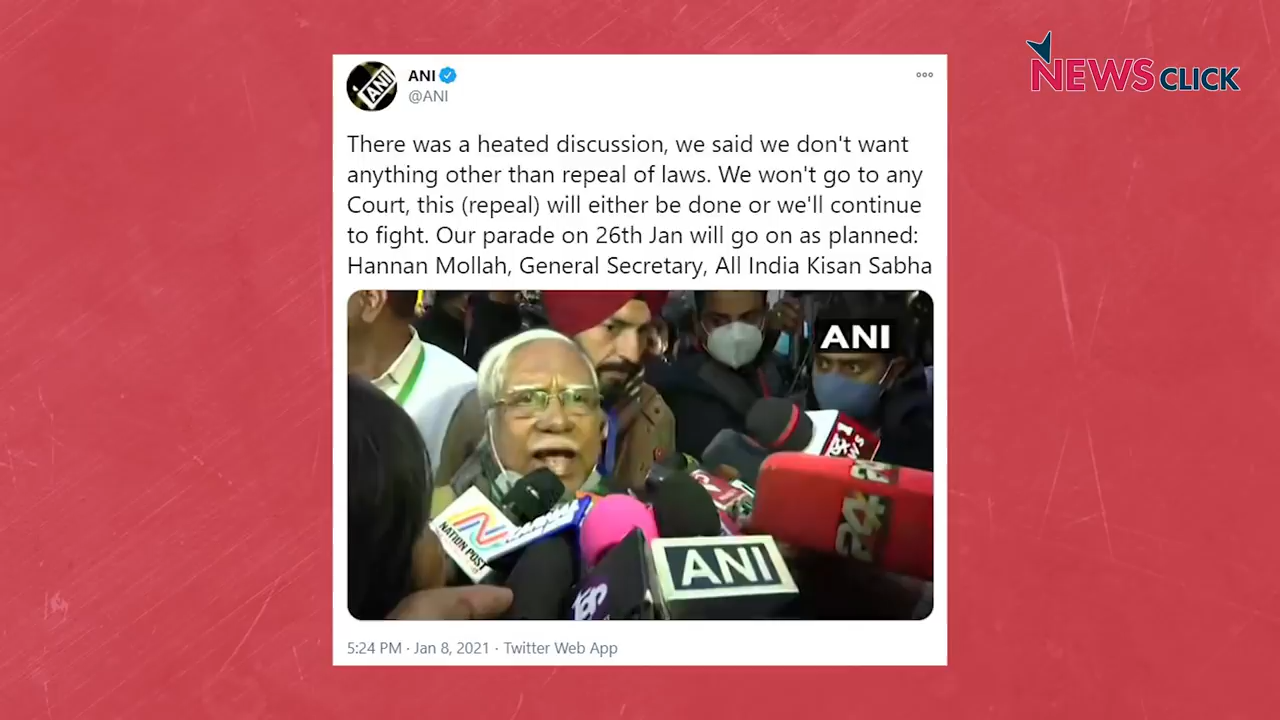 NEWS CLICK
ANI
@ANI
There was a heated discussion, we said we don't want
anything other than repeal of laws. We won't go to any
Court, this (repeal) will either be done or we'll continue
to fight. Our parade on 26th Jan will go on as planned:
Hannan Mollah, General Secretary, All India Kisan Sabha
ANI
NATION POST
ANI
24
5:24 PM · Jan 8, 2021 · Twitter Web App